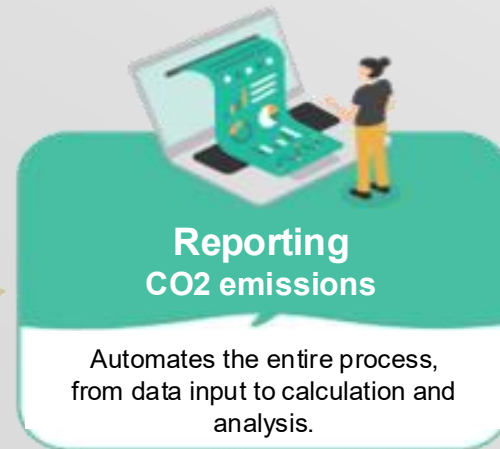 Reporting
CO2 emissions
Automates the entire process,
from data input to calculation and
analysis.